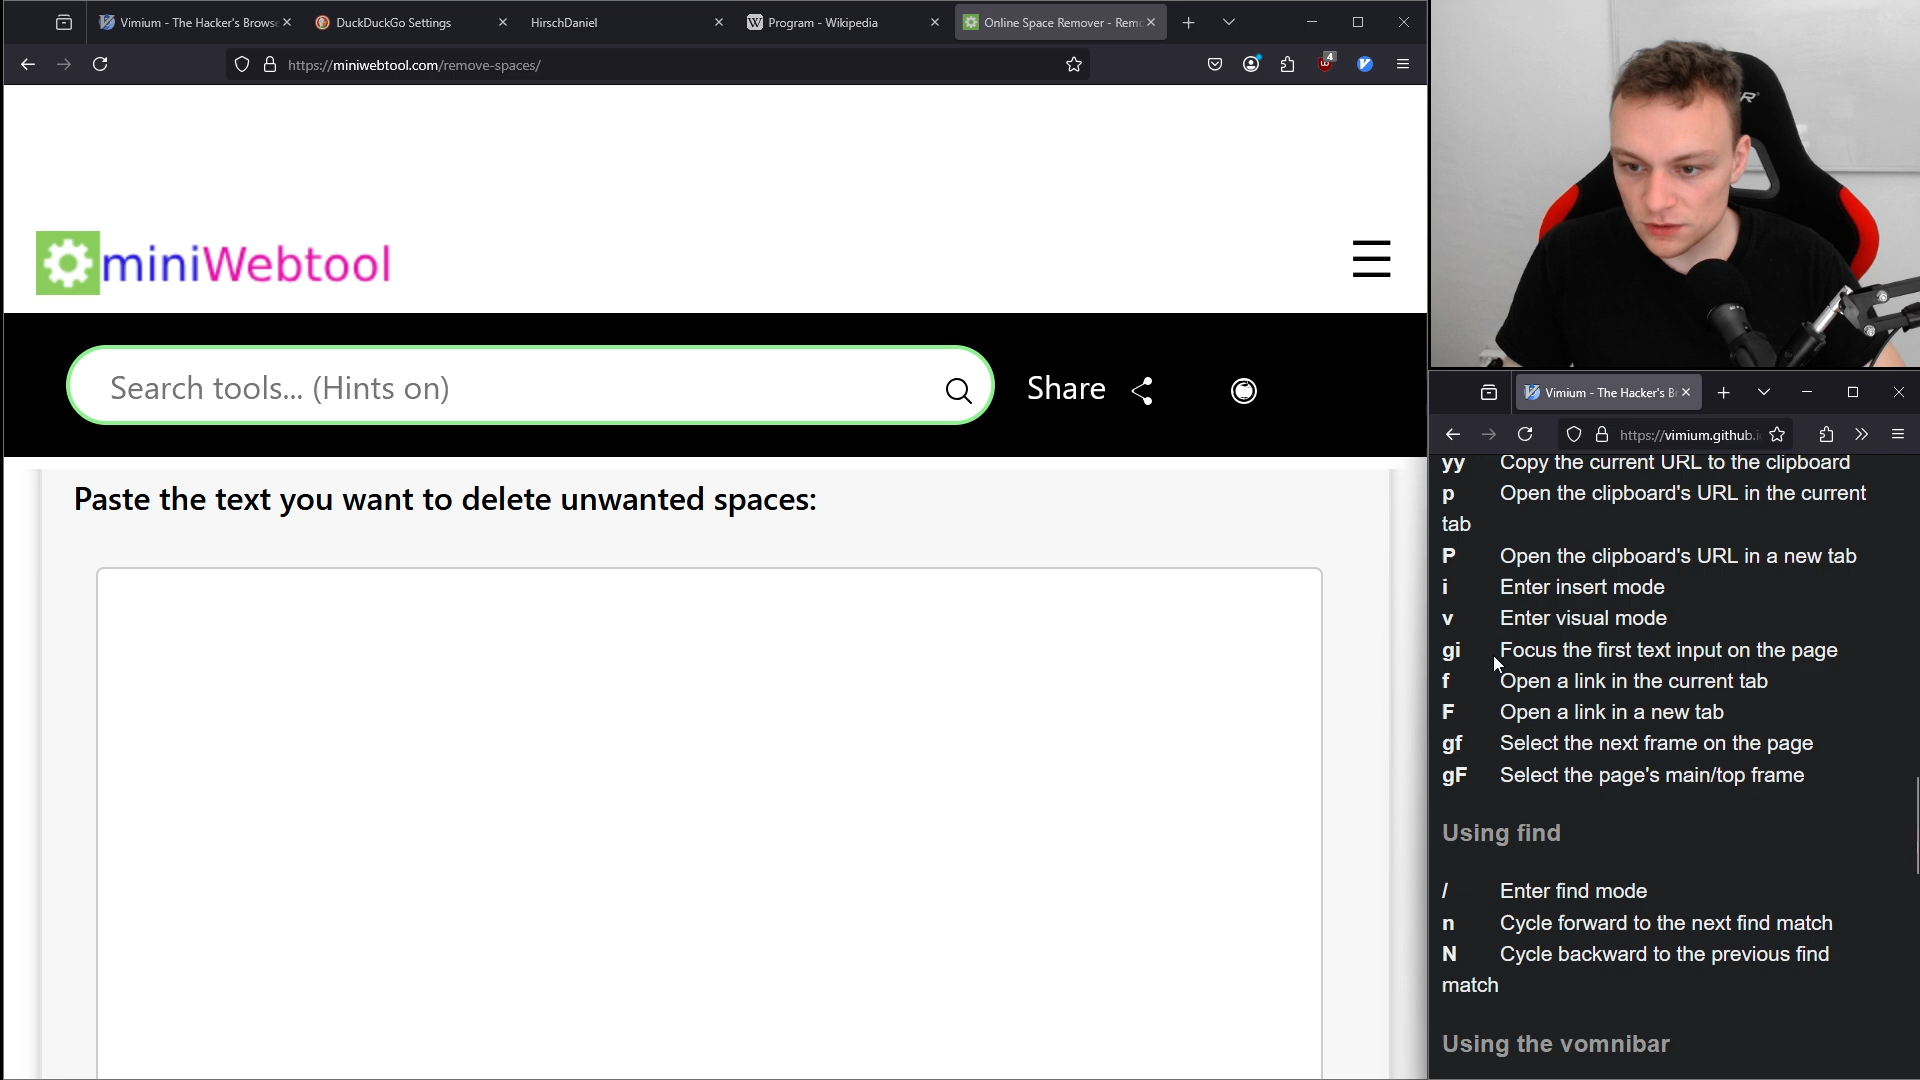 Vimium - The Hacker's Browse
DuckDuckGo Settings
HirschDaniel
Program - Wikipedia
Online Space Remover - Remo
https://miniwebtool.com/remove-spaces/
4
miniWebtool
Search tools... (Hints on)
Share
Paste the text you want to delete unwanted spaces:
Vimium - The Hacker's Br
https://vimium.github.i
yy Copy the current URL to the clipboard
p Open the clipboard's URL in the current
tab
P Open the clipboard's URL in a new tab
i Enter insert mode
v Enter visual mode
gi Focus the first text input on the page
f Open a link in the current tab
F Open a link in a new tab
gf Select the next frame on the page
gF Select the page's main/top frame
Using find
/ Enter find mode
n Cycle forward to the next find match
N Cycle backward to the previous find
match
Using the vomnibar